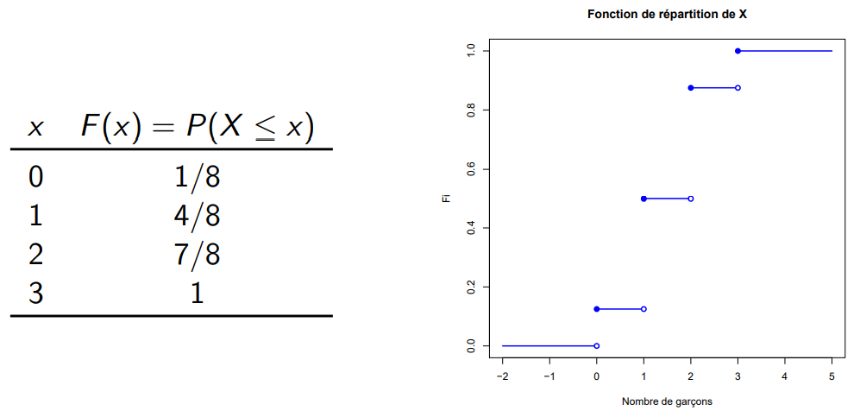 x F(x) = P(X ≤ x)
0 1/8
1 4/8
2 7/8
3 1
Fonction de répartition de X
1.0
0.8
0.6
0.4
0.2
0.0
Fi
−2 −1 0 1 2 3 4 5
Nombre de garçons